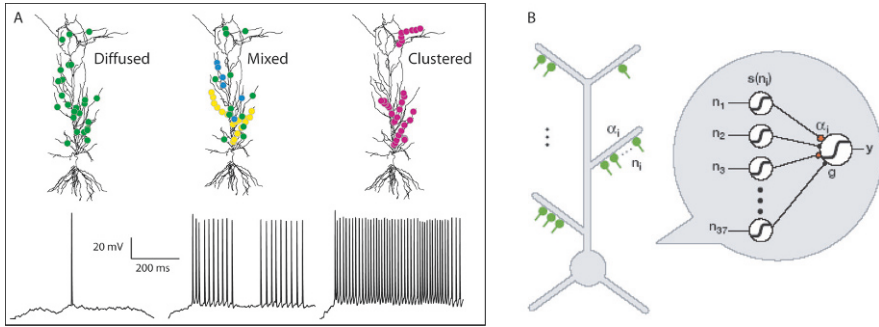 A
Diffused
Mixed
Clustered
20 mV
200 ms
B
αi
ni
s(ni)
n1
n2
n3
n37
αi
g
y